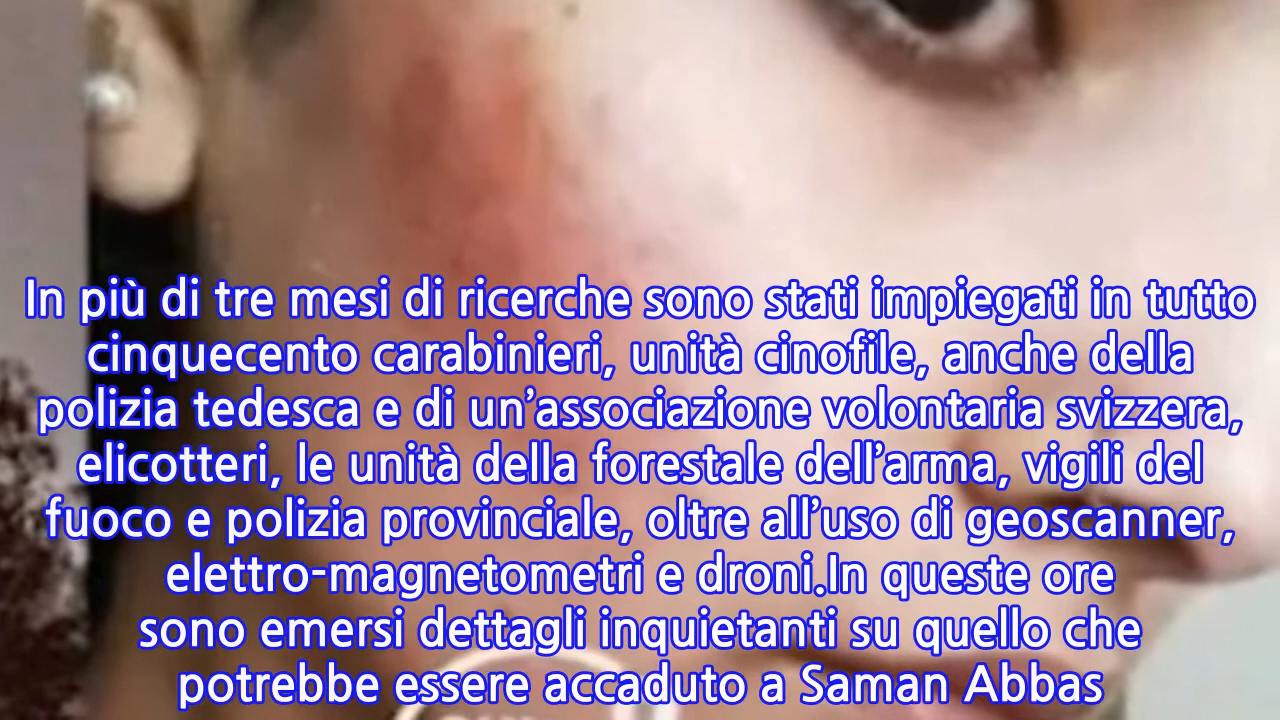 In più di tre mesi di ricerche sono stati impiegati in tutto
cinquecento carabinieri, unità cinofile, anche della
polizia tedesca e di un’associazione volontaria svizzera,
elicotteri, le unità della forestale dell’arma, vigili del
fuoco e polizia provinciale, oltre all’uso di geoscanner,
elettro-magnetometri e droni.In queste ore
sono emersi dettagli inquietanti su quello che
potrebbe essere accaduto a Saman Abbas